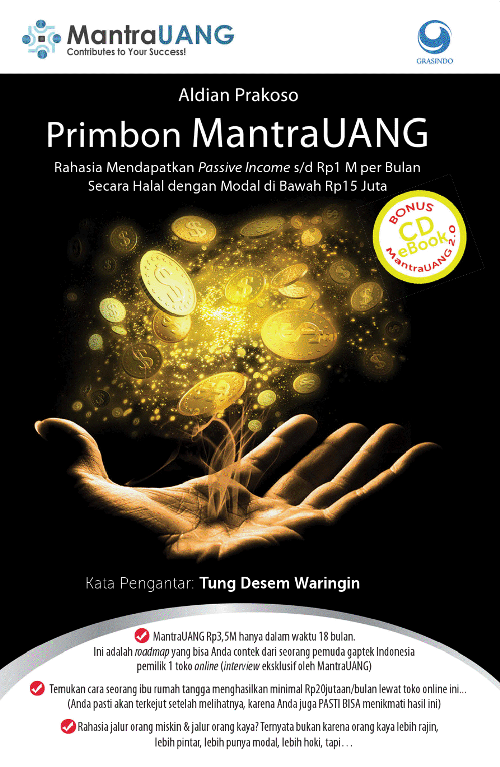 MantraUANG
Contributes to Your Success!
GRASINDO
Aldian Prakoso
Primbon MantraUANG
Rahasia Mendapatkan Passive Income s/d Rp1 M per Bulan
Secara Halal dengan Modal di Bawah Rp15 Juta
BONUS
CD
eBook
MantraUANG 2.0
Kata Pengantar: Tung Desem Waringin
MantraUANG Rp3,5M hanya dalam waktu 18 bulan.
Ini adalah roadmap yang bisa Anda contek dari seorang pemuda gaptek Indonesia
pemilik 1 toko online (interview eksklusif oleh MantraUANG)
Temukan cara seorang ibu rumah tangga menghasilkan minimal Rp20jutaan/bulan lewat toko online ini...
(Anda pasti akan terkejut setelah melihatnya, karena Anda juga PASTI BISA menikmati hasil ini)
Rahasia jalur orang miskin & jalur orang kaya? Ternyata bukan karena orang kaya lebih rajin,
lebih pintar, lebih punya modal, lebih hoki, tapi...